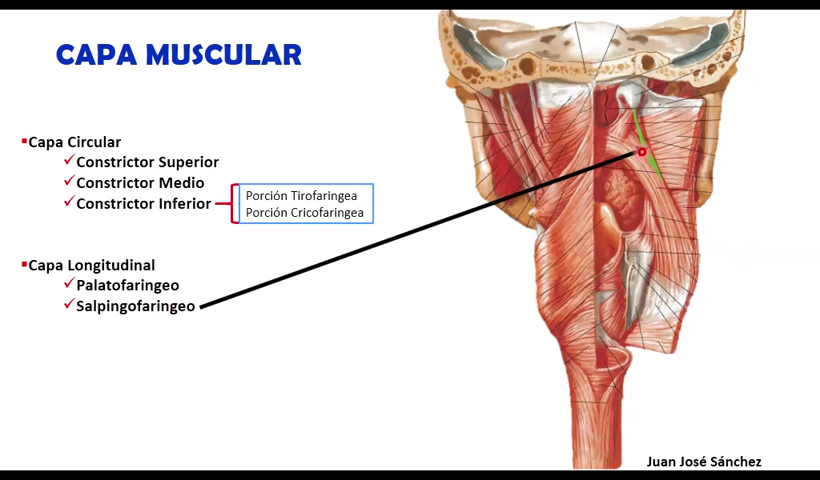 CAPA MUSCULAR
Capa Circular
Constrictor Superior
Constrictor Medio
Constrictor Inferior
Porción Tirofaringea
Porción Cricofaringea
Capa Longitudinal
Palatofaringeo
Salpingofaringeo
Juan José Sánchez